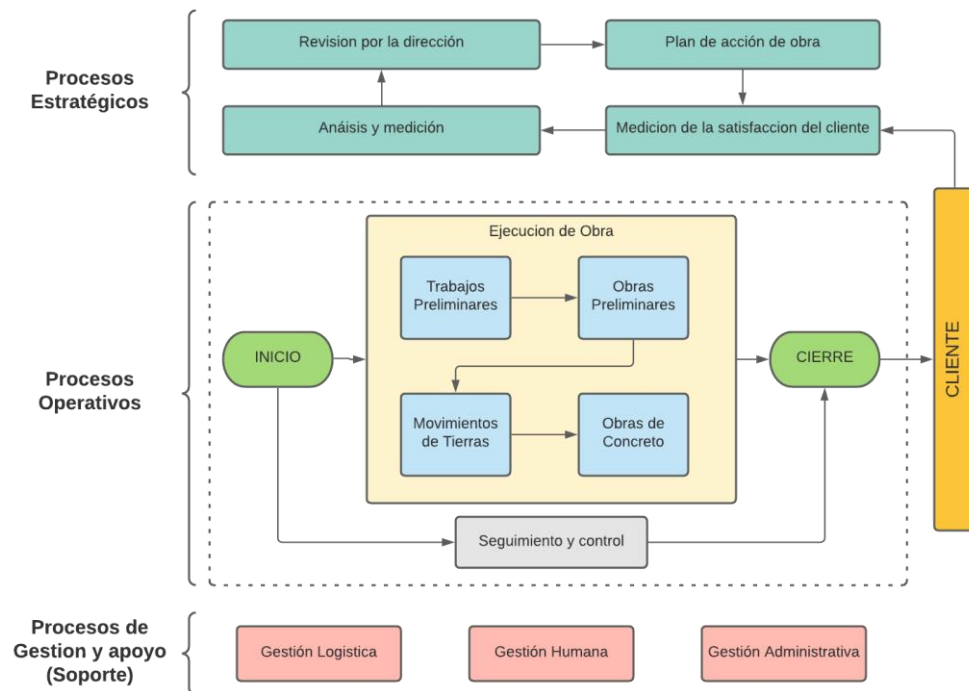 Procesos
Estratégicos
Revision por la dirección
Plan de acción de obra
Anáisis y medición
Medicion de la satisfaccion del cliente
Procesos
Operativos
Ejecucion de Obra
Trabajos
Preliminares
Obras
Preliminares
INICIO
CIERRE
CLIENTE
Movimientos
de Tierras
Obras de
Concreto
Seguimiento y control
Procesos de
Gestion y apoyo
(Soporte)
Gestión Logistica
Gestión Humana
Gestión Administrativa